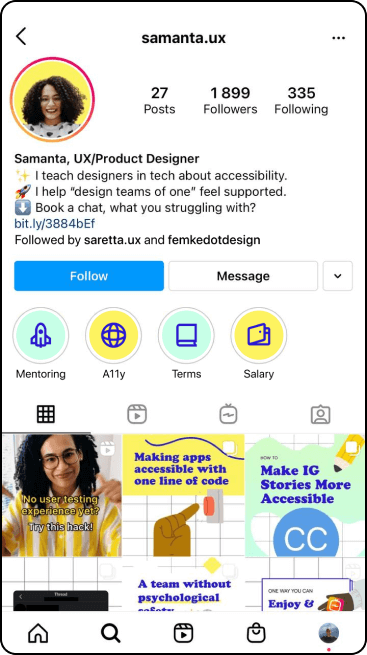 samanta.ux
27
Posts
1 899
Followers
335
Following
Samanta, UX/Product Designer
✨ I teach designers in tech about accessibility.
🚀 I help “design teams of one” feel supported.
⬇️ Book a chat, what you struggling with?
bit.ly/3884bEf
Followed by saretta.ux and femkedotdesign
Follow
Message
Mentoring
A11y
Terms
Salary
No user testing
experience yet?
Try this hack!
Making apps
accessible with
one line of code
HOW TO
Make IG
Stories More
Accessible
CC
Thread
A team without
psychological
safety
ONE WAY YOU CAN
Enjoy &